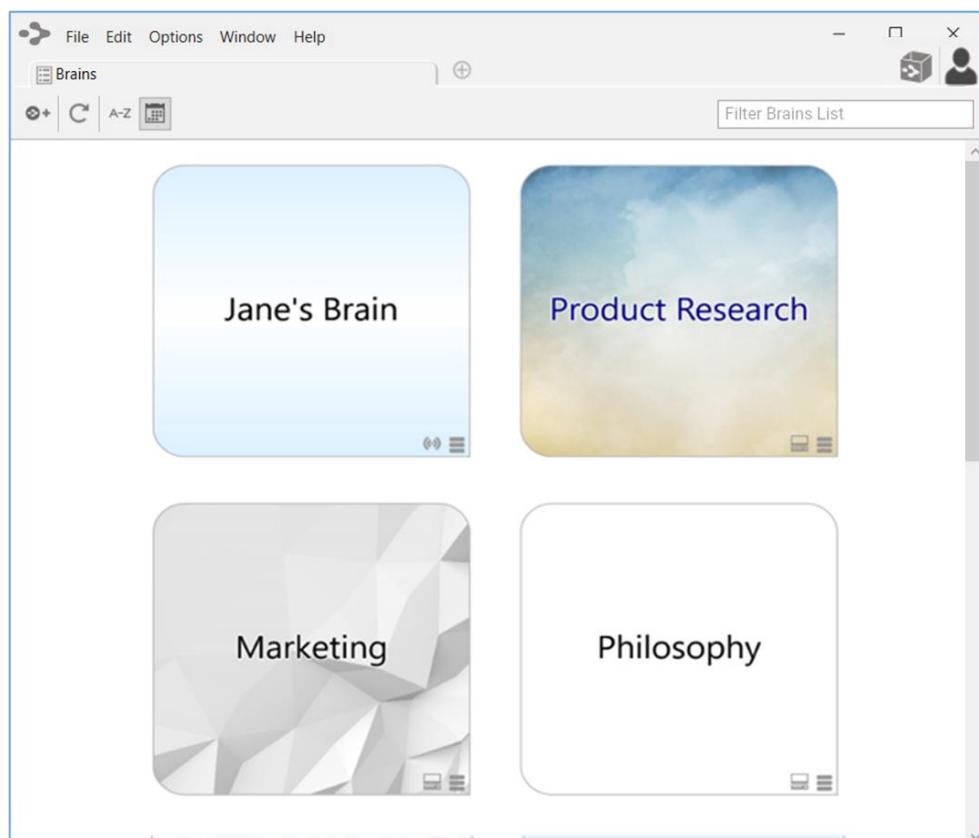 File Edit Options Window Help
Brains
A-Z
Filter Brains List
Jane's Brain
Product Research
Marketing
Philosophy